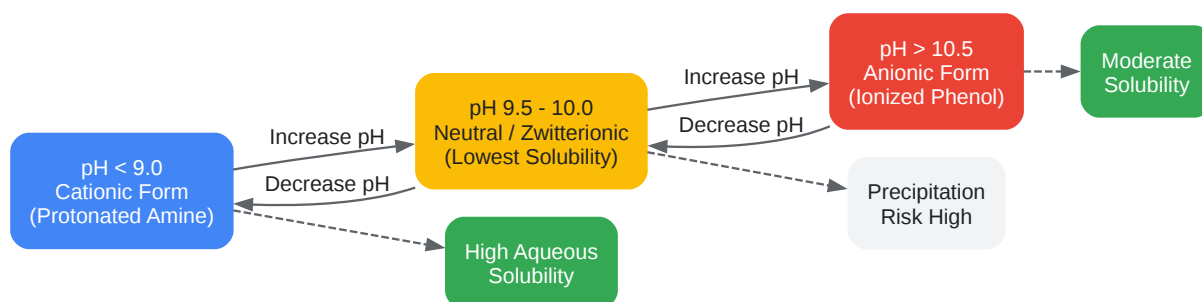 pH < 9.0
Cationic Form
(Protonated Amine)
Increase pH
Decrease pH
High Aqueous
Solubility
pH 9.5 - 10.0
Neutral / Zwitterionic
(Lowest Solubility)
Increase pH
Decrease pH
Precipitation
Risk High
pH > 10.5
Anionic Form
(Ionized Phenol)
Moderate
Solubility